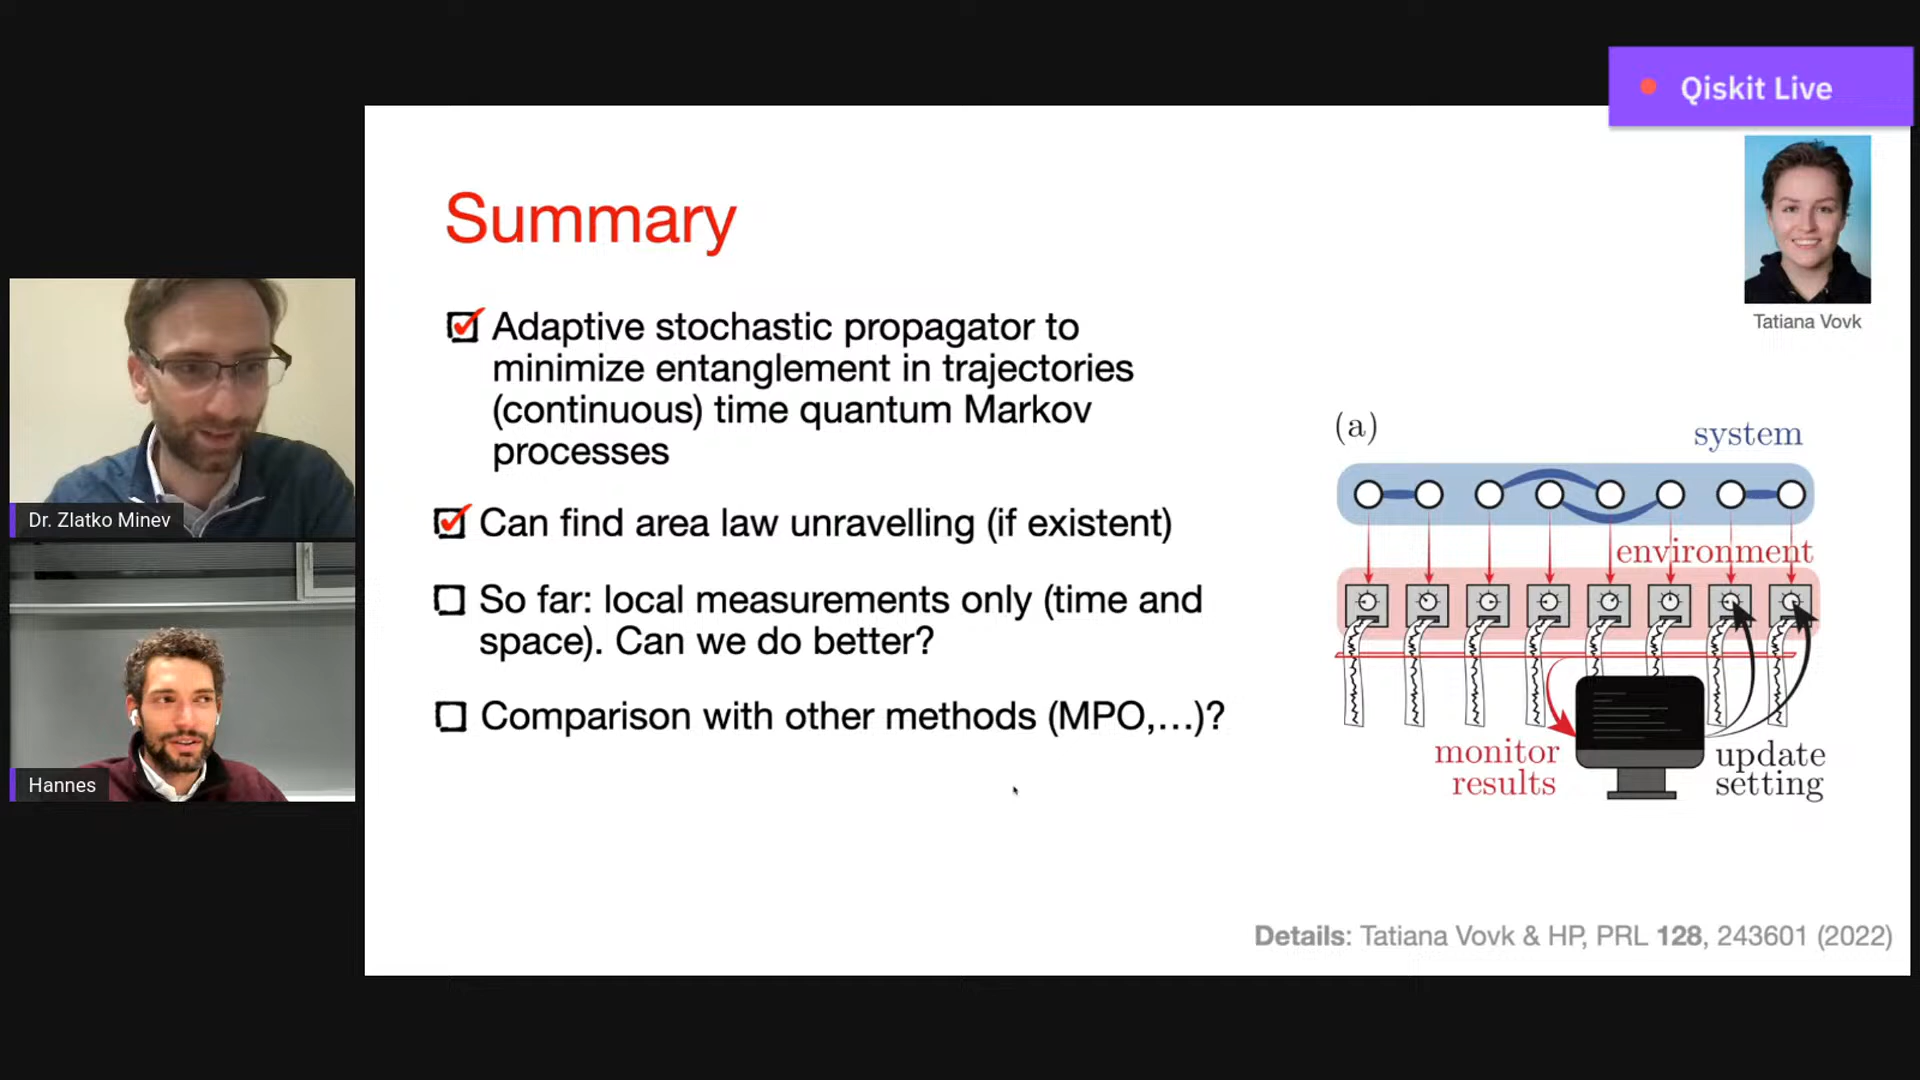 Qiskit Live
Summary
Tatiana Vovk
Adaptive stochastic propagator to
minimize entanglement in trajectories
(continuous) time quantum Markov
processes
Can find area law unravelling (if existent)
So far: local measurements only (time and
space). Can we do better?
Comparison with other methods (MPO,...)?
(a)
system
environment
monitor
results
update
setting
Details: Tatiana Vovk & HP, PRL 128, 243601 (2022)
Dr. Zlatko Minev
Hannes